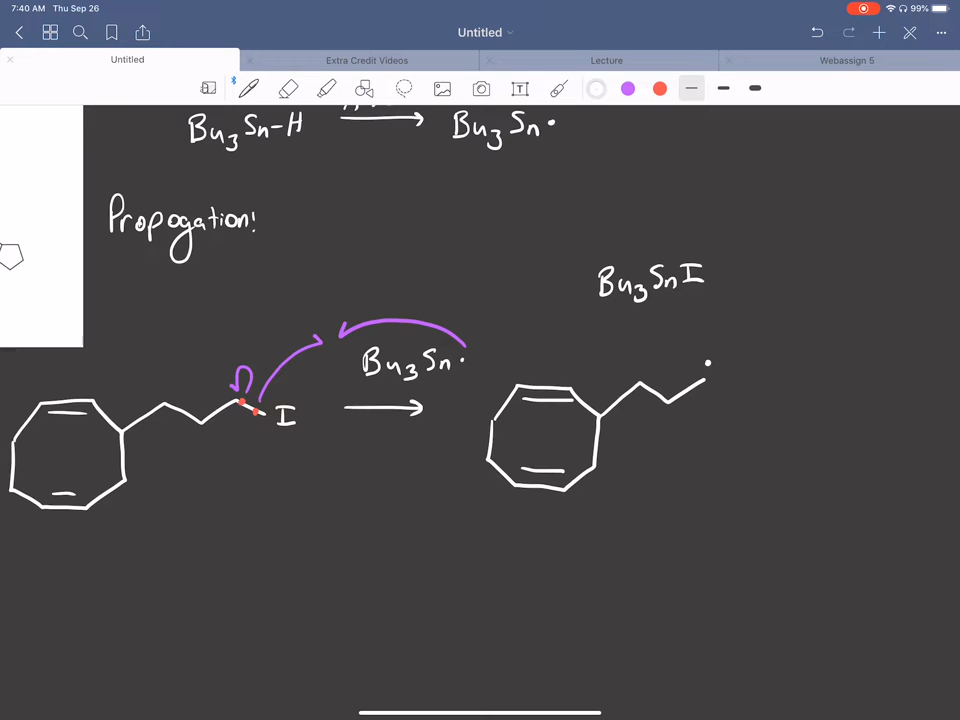 7:40 AM Thu Sep 26
99%
Untitled
Untitled
Extra Credit Videos
Lecture
Webassign 5
Bu3Sn-H
Bu3Sn•
Propogation!
Bu3SnI
Bu3Sn•
I